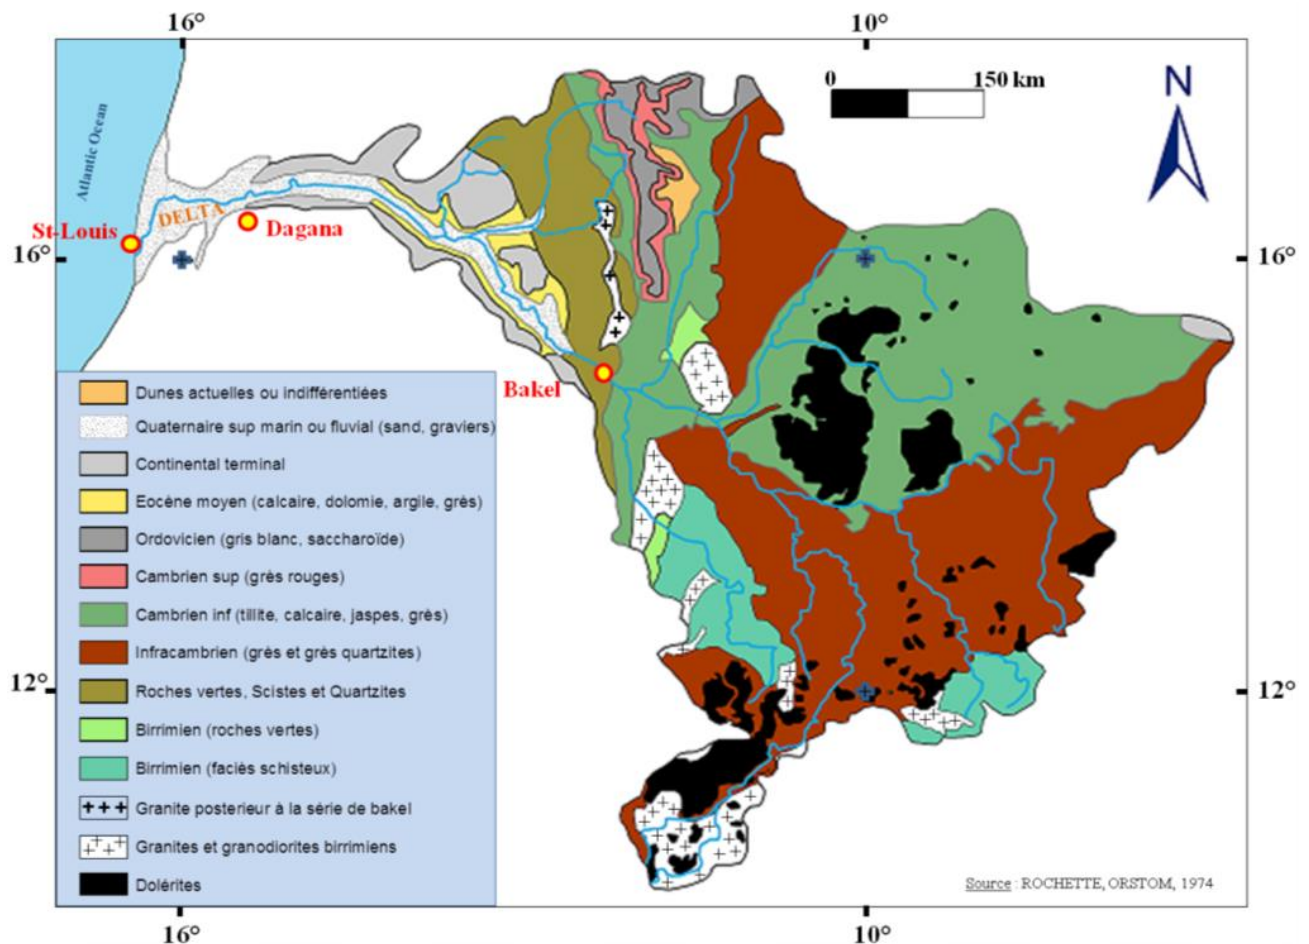 16°
10°
0
150 km
N
Atlantic Ocean
DELTA
St-Louis
Dagana
16°
16°
Bakel
Dunes actuelles ou indifférentiées
Quaternaire sup marin ou fluvial (sand, graviers)
Continental terminal
Eocène moyen (calcaire, dolomie, argile, grès)
Ordovicien (gris blanc, saccharoïde)
Cambrien sup (grès rouges)
Cambrien inf (tillite, calcaire, jaspes, grès)
Infracambrien (grès et grès quartzites)
12°
12°
Roches vertes, Scistes et Quartzites
Birrimien (roches vertes)
Birrimien (faciès schisteux)
Granite posterieur à la série de bakel
Granites et granodiorites birrimiens
Dolérites
Source : ROCHETTE, ORSTOM, 1974
16°
10°